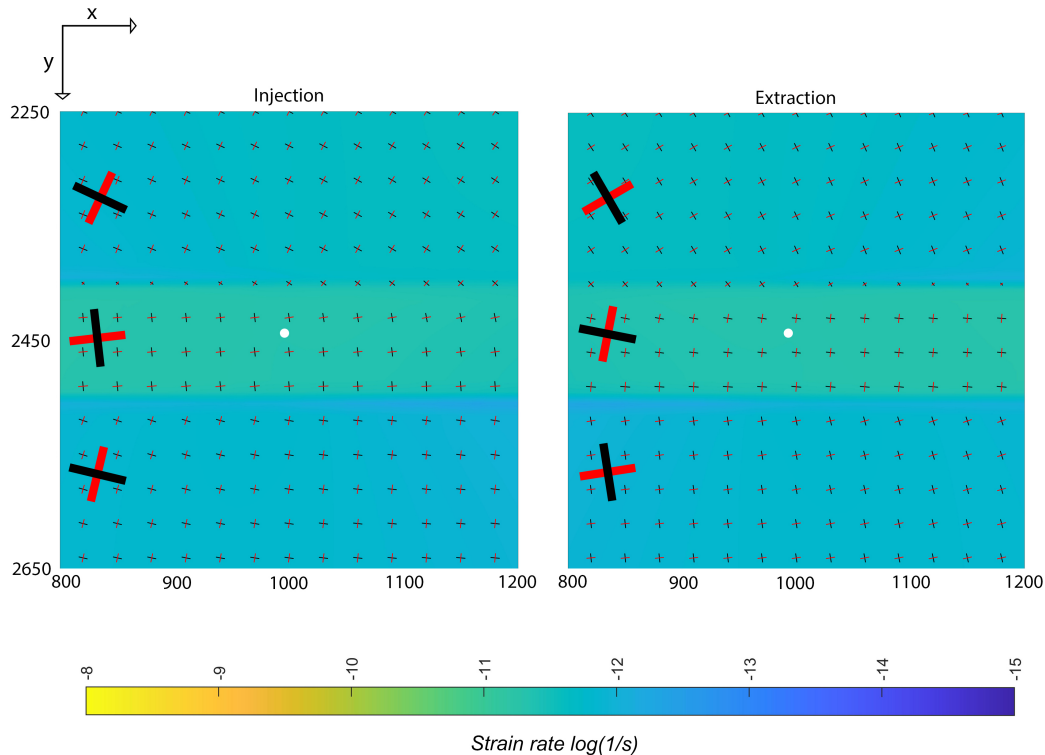 x
y
Injection
Extraction
2250
2450
2650
800 900 1000 1100 1200
800 900 1000 1100 1200
-8 -9 -10 -11 -12 -13 -14 -15
Strain rate log(1/s)